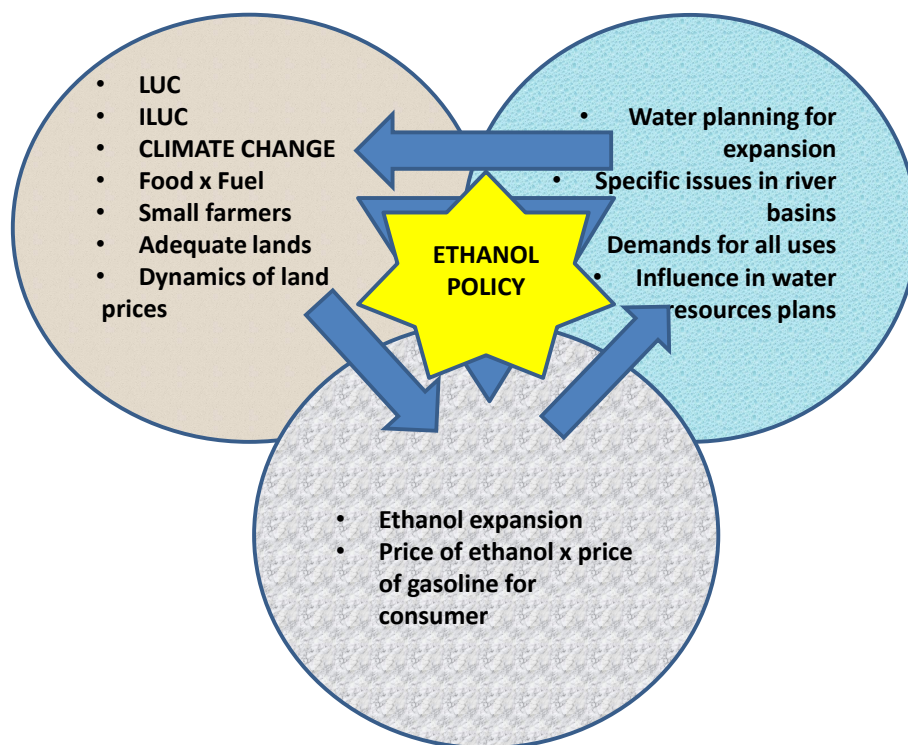 • LUC
• ILUC
• CLIMATE CHANGE
• Food x Fuel
• Small farmers
• Adequate lands
• Dynamics of land
prices
• Water planning for
expansion
• Specific issues in river
basins
Demands for all uses
• Influence in water
resources plans
ETHANOL
POLICY
• Ethanol expansion
• Price of ethanol x price
of gasoline for
consumer